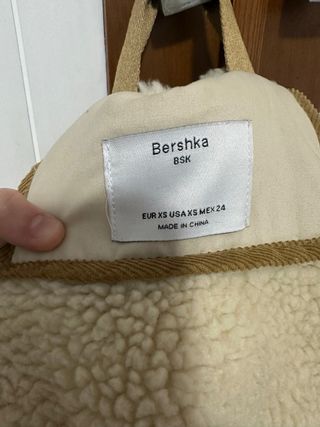 Bershka
BSK
EUR XS USA XS MEX 24
MADE IN CHINA